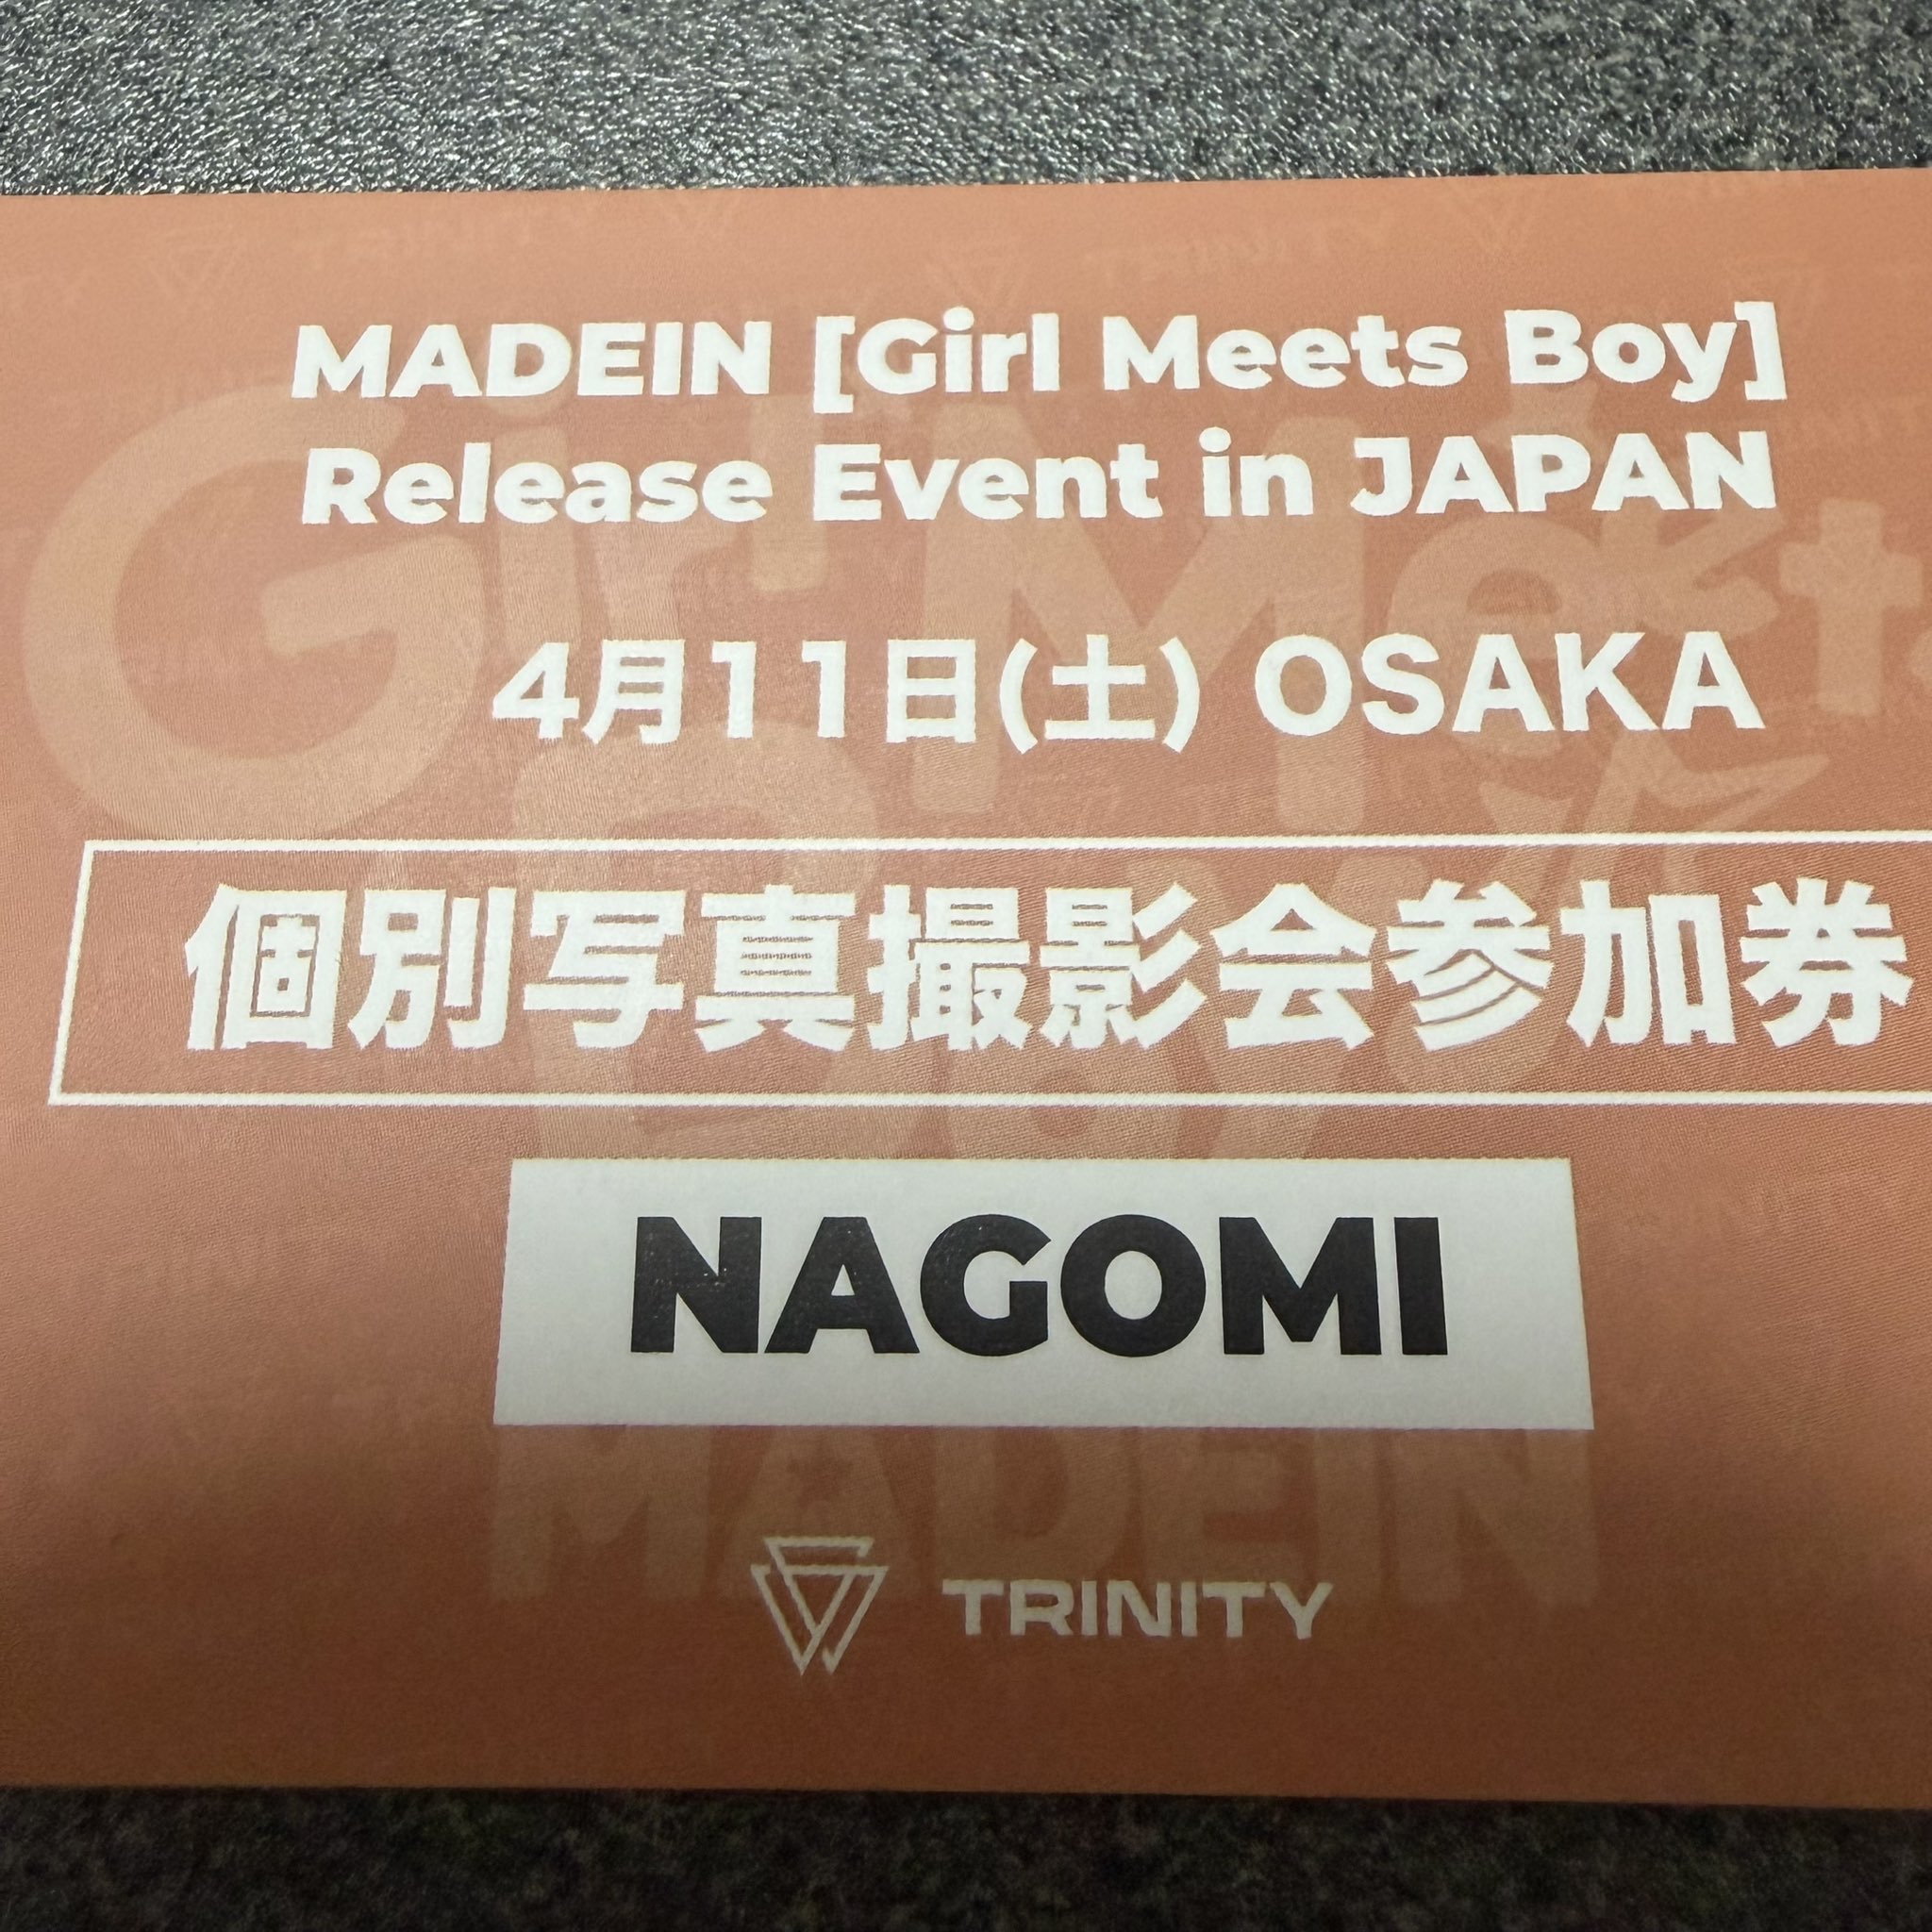 MADEIN [Girl Meets Boy]
Release Event in JAPAN
4月11日(土) OSAKA
個別写真撮影会参加券
NAGOMI
MADEIN
TRINITY